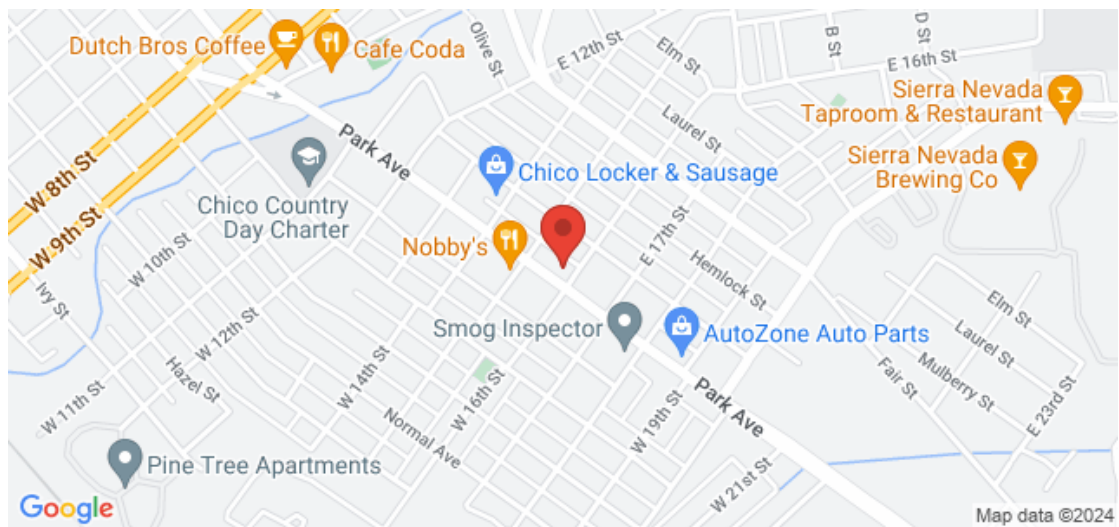 Dutch Bros Coffee
Cafe Coda
Olive St
E 12th St
Elm St
B St
D St
E 16th St
Sierra Nevada
Taproom & Restaurant
Laurel St
Park Ave
W 8th St
W 9th St
Chico Locker & Sausage
Sierra Nevada
Brewing Co
Chico Country
Day Charter
W 10th St
Nobby's
E 17th St
Hemlock St
Ivy St
W 12th St
Smog Inspector
AutoZone Auto Parts
Elm St
Laurel St
Mulberry St
Fair St
E 23rd St
Hazel St
W 11th St
W 14th St
W 16th St
Normal Ave
W 19th St
Park Ave
W 21st St
Pine Tree Apartments
Google
Map data ©2024